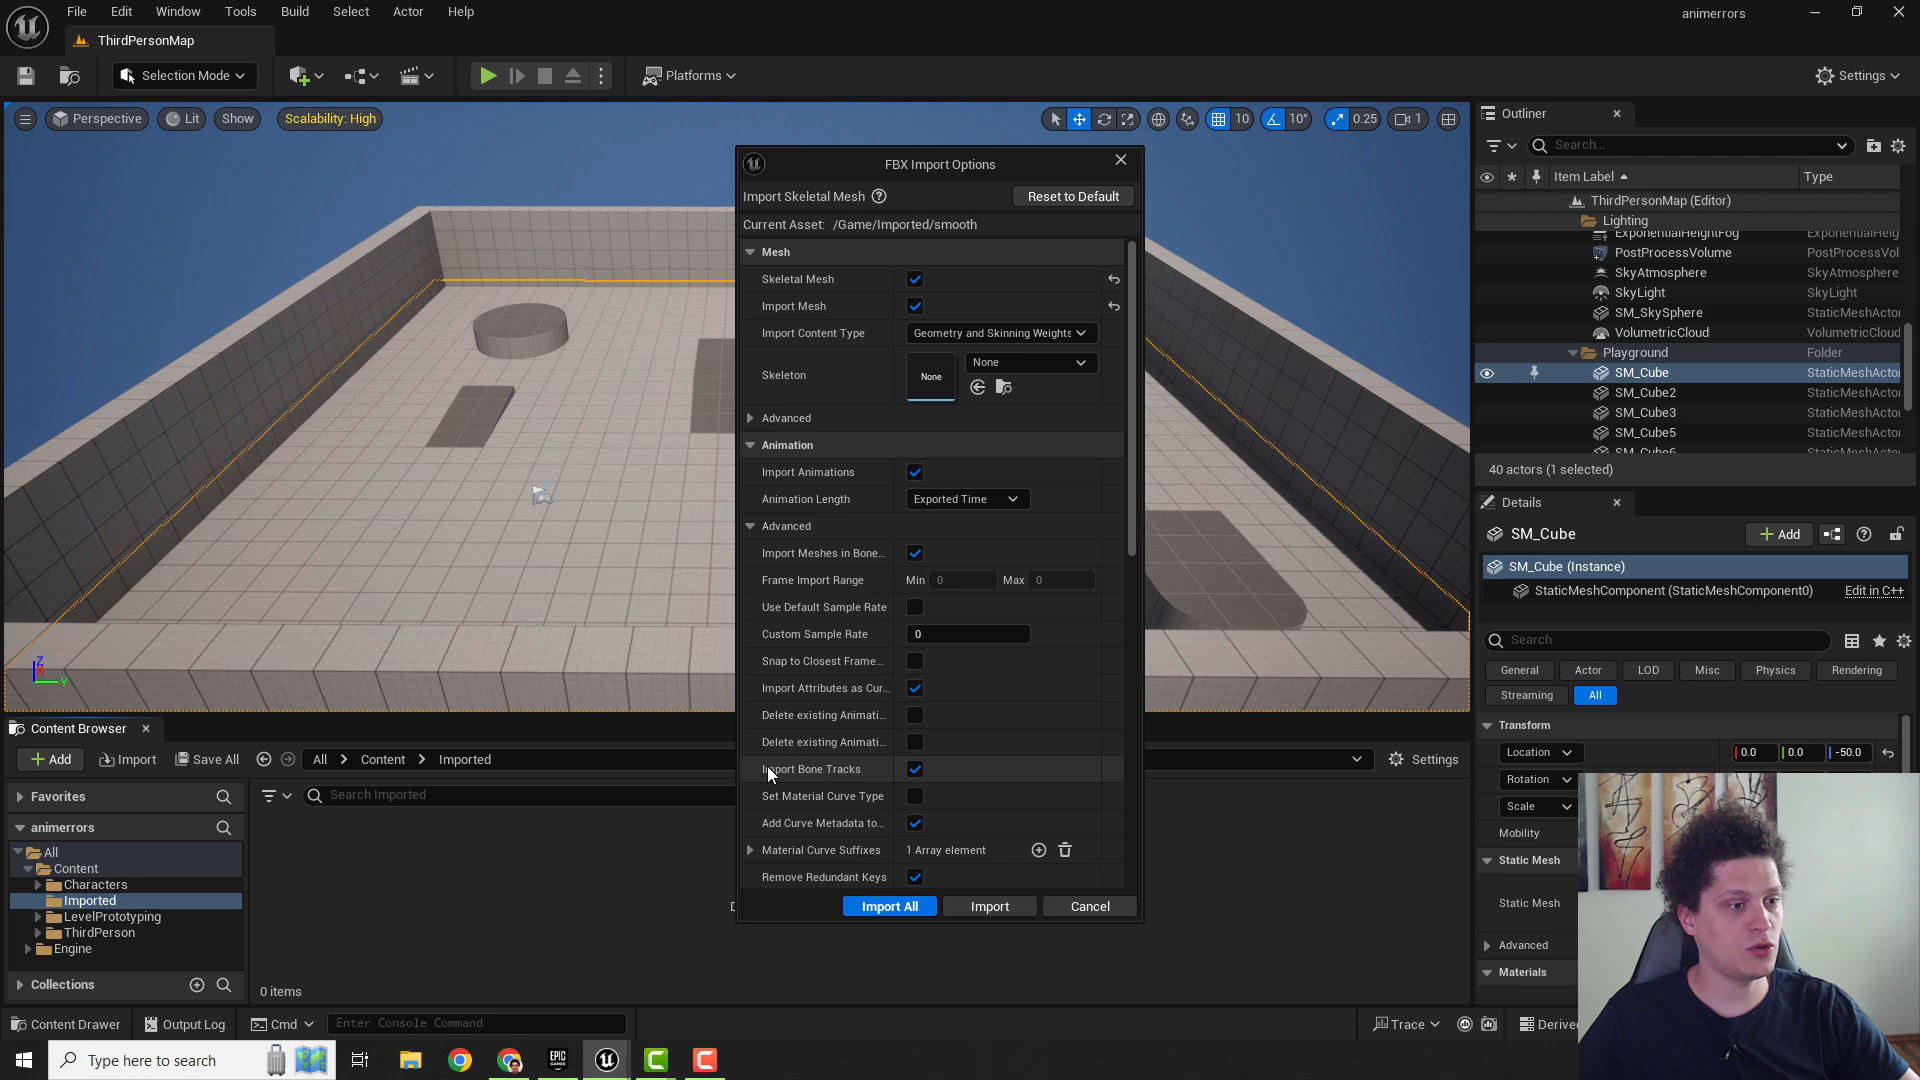 File Edit Window Tools Build Select Actor Help
animerrors
ThirdPersonMap
Selection Mode
Platforms
Settings
Perspective Lit Show Scalability: High
10 10° 0.25 1
FBX Import Options
Import Skeletal Mesh
Reset to Default
Current Asset: /Game/Imported/smooth
Mesh
Skeletal Mesh
Import Mesh
Import Content Type Geometry and Skinning Weights
Skeleton None None
Advanced
Animation
Import Animations
Animation Length Exported Time
Advanced
Import Meshes in Bone...
Frame Import Range Min 0 Max 0
Use Default Sample Rate
Custom Sample Rate 0
Snap to Closest Frame...
Import Attributes as Cur...
Delete existing Animati...
Delete existing Animati...
Import Bone Tracks
Set Material Curve Type
Add Curve Metadata to...
Material Curve Suffixes 1 Array element
Remove Redundant Keys
Import All Import Cancel
Outliner
Search...
Item Label Type
ThirdPersonMap (Editor)
Lighting
ExponentialHeightFog ExponentialHeig
PostProcessVolume PostProcessVol
SkyAtmosphere SkyAtmosphere
SkyLight SkyLight
SM_SkySphere StaticMeshActo
VolumetricCloud VolumetricCloud
Playground Folder
SM_Cube StaticMeshActo
SM_Cube2 StaticMeshActo
SM_Cube3 StaticMeshActo
SM_Cube5 StaticMeshActo
40 actors (1 selected)
Details
SM_Cube
Add
SM_Cube (Instance)
StaticMeshComponent (StaticMeshComponent0) Edit in C++
Search
General Actor LOD Misc Physics Rendering
Streaming All
Transform
Location 0.0 0.0 -50.0
Rotation
Scale
Mobility
Static Mesh
Static Mesh
Advanced
Materials
Z
Y
Content Browser
Add Import Save All All Content Imported Settings
Favorites
Search Imported
animerrors
All
Content
Characters
Imported
LevelPrototyping
ThirdPerson
Engine
Collections
0 items
Content Drawer Output Log Cmd Enter Console Command
Trace
Type here to search
EPIC
GAMES